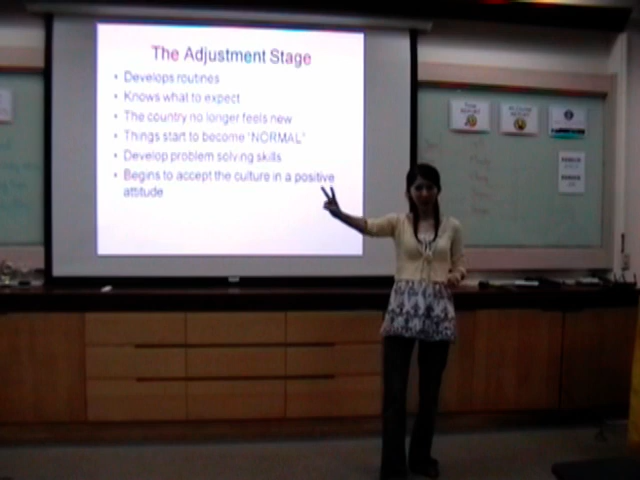 The Adjustment Stage
• Develops routines
• Knows what to expect
• The country no longer feels new
• Things start to become "NORMAL"
• Develop problem solving skills
• Begins to accept the culture in a positive
attitude